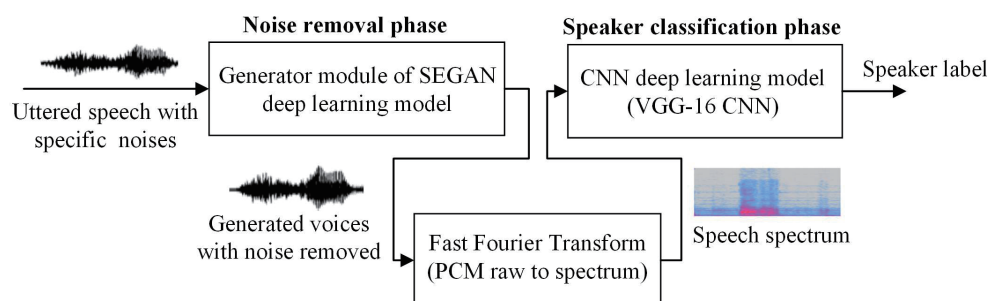 Noise removal phase
Generator module of SEGAN
deep learning model
Uttered speech with
specific noises
Generated voices
with noise removed
Fast Fourier Transform
(PCM raw to spectrum)
Speaker classification phase
CNN deep learning model
(VGG-16 CNN)
Speaker label
Speech spectrum